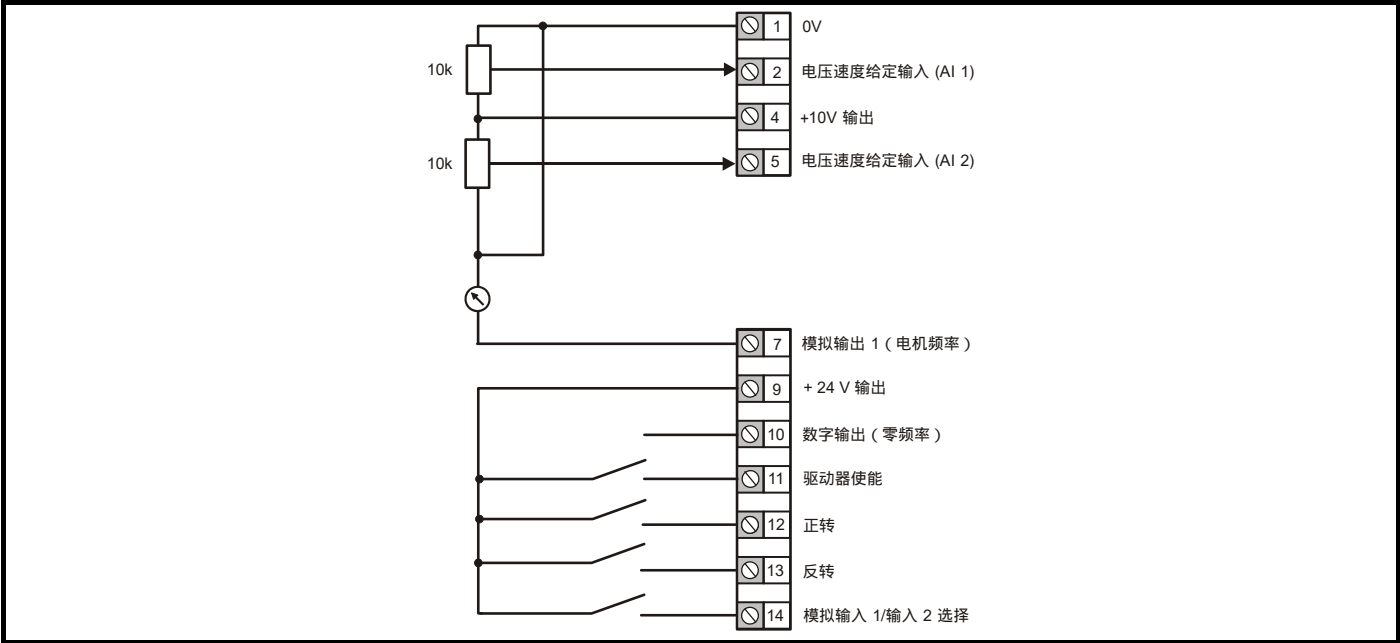 1 0V
10k 2 电压速度给定输入 (AI 1)
4 +10V 输出
10k 5 电压速度给定输入 (AI 2)
7 模拟输出 1（电机频率）
9 + 24 V 输出
10 数字输出（零频率）
11 驱动器使能
12 正转
13 反转
14 模拟输入 1/输入 2 选择